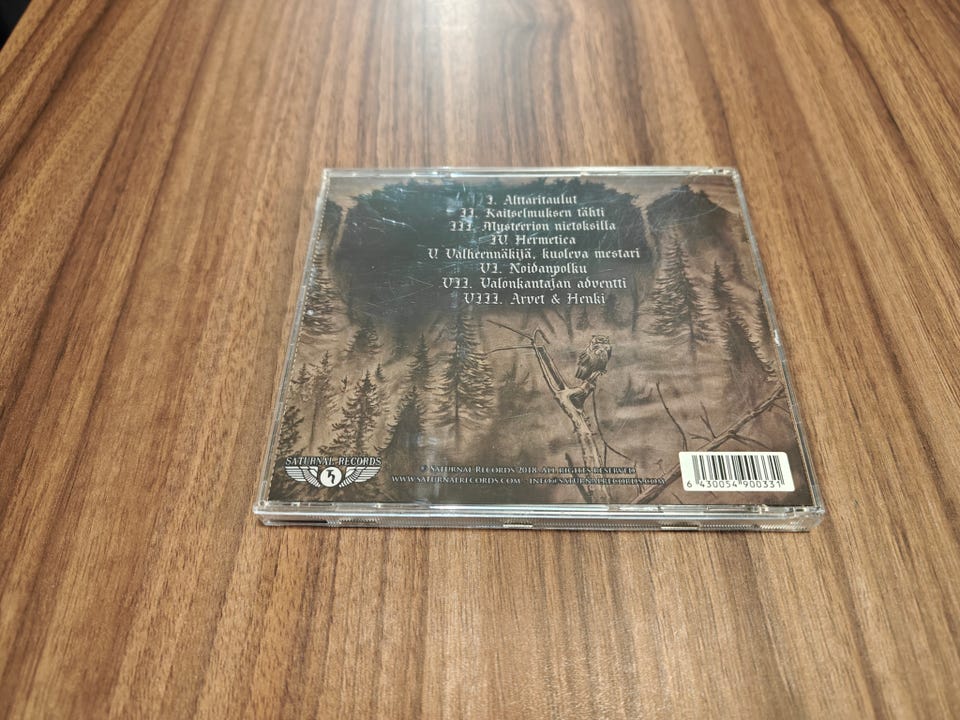 I. Alttaritaulut
II. Kaitselmuksen tähti
III. Mysteerion nietoksilla
IV. Hermetica
V. Valheennäkijä, kuoleva mestari
VI. Noidanpolku
VII. Valonkantajan adventti
VIII. Arvet & Henki
SATURNAL RECORDS
© SATURNAL RECORDS 2018. ALL RIGHTS RESERVED.
WWW.SATURNALRECORDS.COM - INFO@SATURNALRECORDS.COM
6 430054 900331